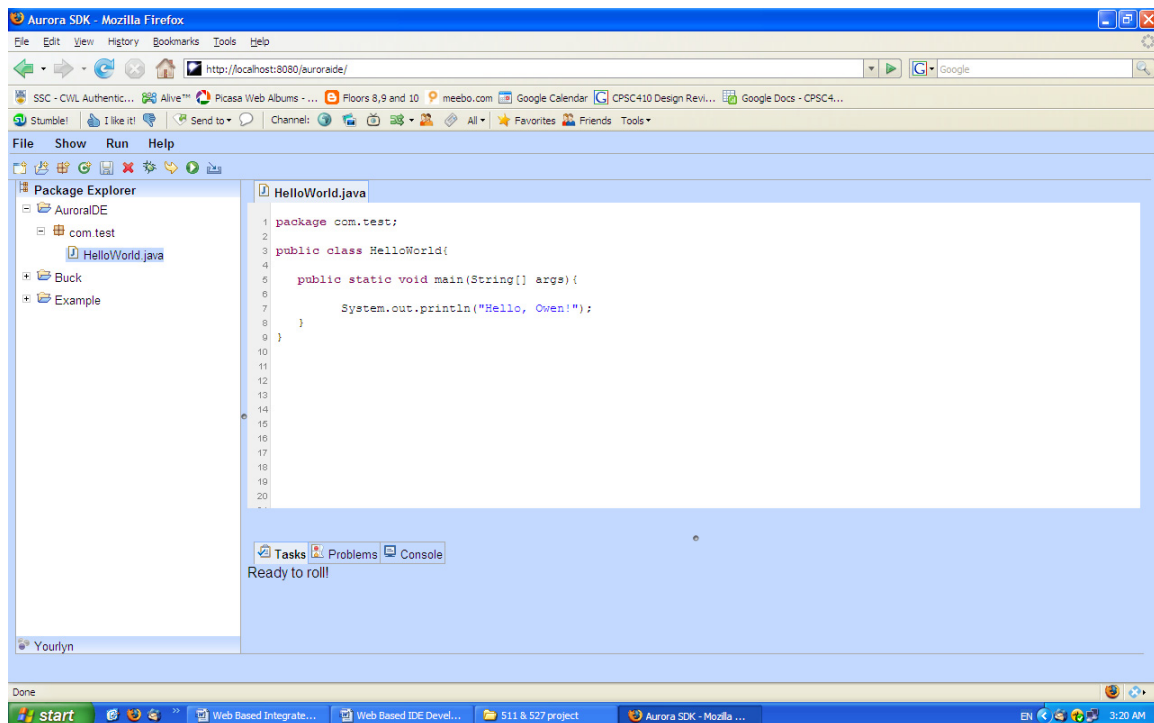 Aurora SDK - Mozilla Firefox
File Edit View History Bookmarks Tools Help
http://localhost:8080/auroraide/
G Google
SSC - CWL Authentic... Alive™ Picasa Web Albums - ... Floors 8,9 and 10 meebo.com Google Calendar CPSC410 Design Revi... Google Docs - CPSC4...
Stumble! I like it! Send to Channel: All Favorites Friends Tools
File Show Run Help
Package Explorer
AuroraIDE
com.test
HelloWorld.java
Buck
Example
Yourlyn
HelloWorld.java
1 package com.test;
2
3 public class HelloWorld{
4
5 public static void main(String[] args){
6
7 System.out.println("Hello, Owen!");
8 }
9 }
10
11
12
13
14
15
16
17
18
19
20
Tasks Problems Console
Ready to roll!
Done
start Web Based Integrate... Web Based IDE Devel... 511 & 527 project Aurora SDK - Mozilla ... EN 3:20 AM